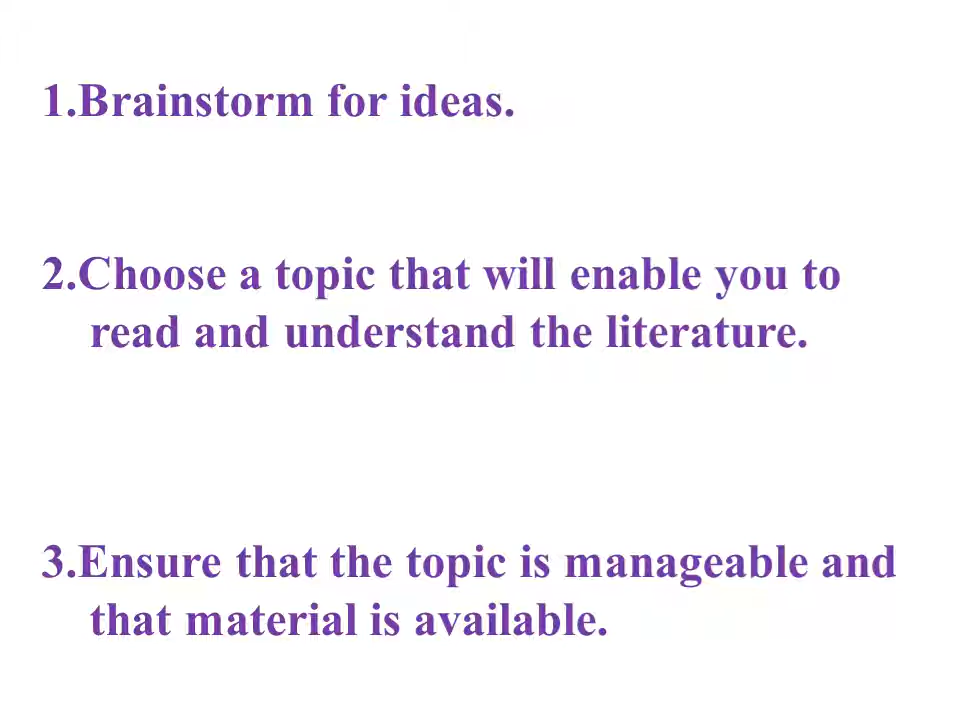 1.Brainstorm for ideas.
2.Choose a topic that will enable you to
read and understand the literature.
3.Ensure that the topic is manageable and
that material is available.